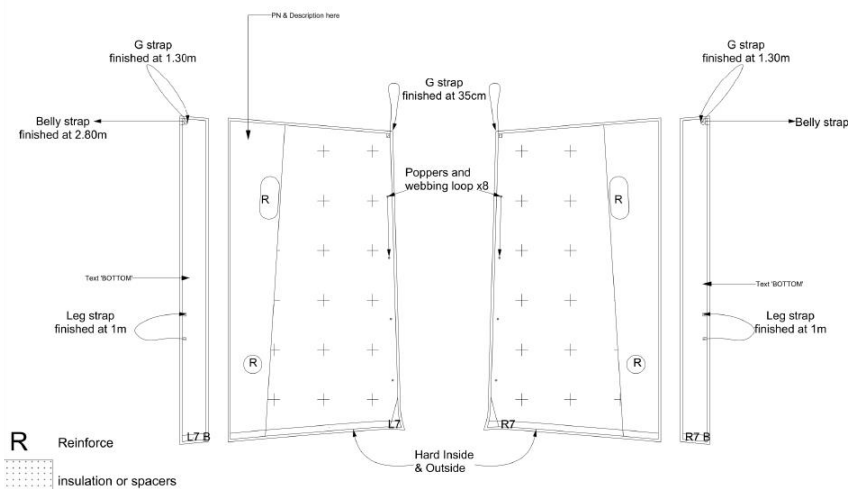 PN & Description here
G strap
finished at 1.30m
G strap
finished at 35cm
G strap
finished at 1.30m
Belly strap
finished at 2.80m
Belly strap
Poppers and
webbing loop x8
R
R
Text 'BOTTOM'
Text 'BOTTOM'
Leg strap
finished at 1m
Leg strap
finished at 1m
R
R
L7 B
L7
R7
R7 B
R Reinforce
Hard Inside
& Outside
insulation or spacers